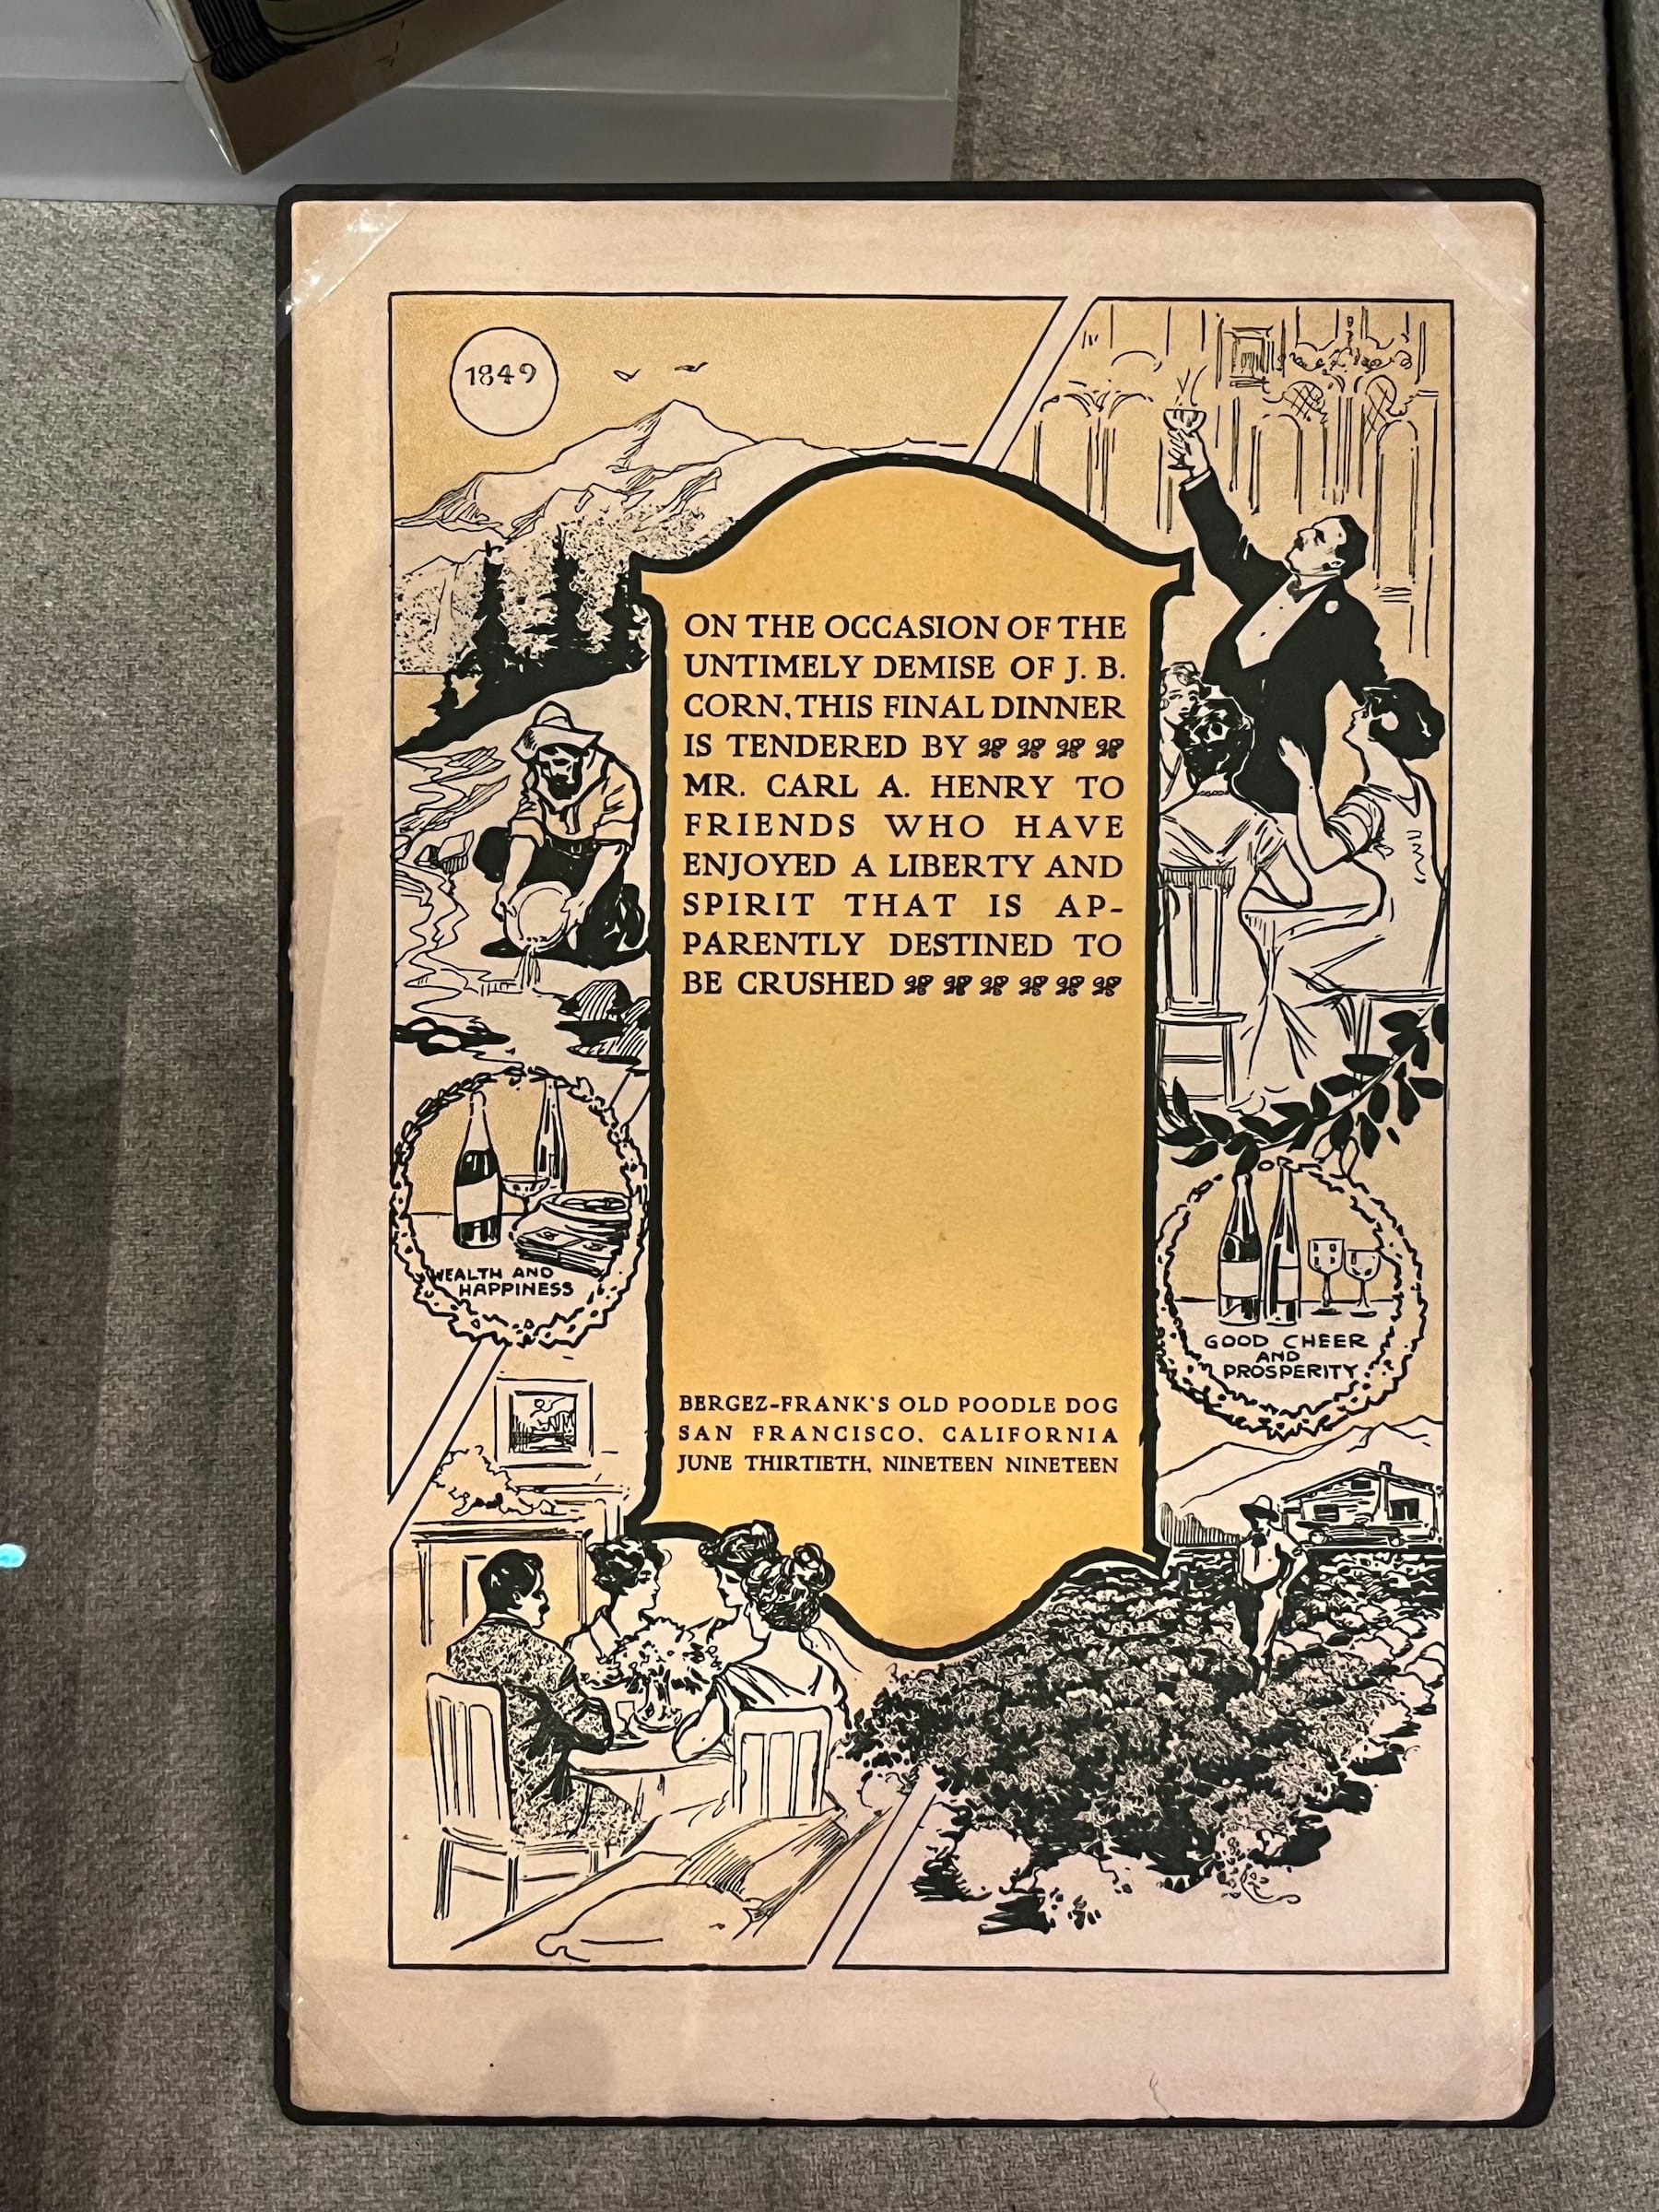 1849
ON THE OCCASION OF THE
UNTIMELY DEMISE OF J. B.
CORN, THIS FINAL DINNER
IS TENDERED BY
MR. CARL A. HENRY TO
FRIENDS WHO HAVE
ENJOYED A LIBERTY AND
SPIRIT THAT IS AP-
PARENTLY DESTINED TO
BE CRUSHED
WEALTH AND
HAPPINESS
GOOD CHEER
AND
PROSPERITY
BERGEZ-FRANK'S OLD POODLE DOG
SAN FRANCISCO, CALIFORNIA
JUNE THIRTIETH, NINETEEN NINETEEN